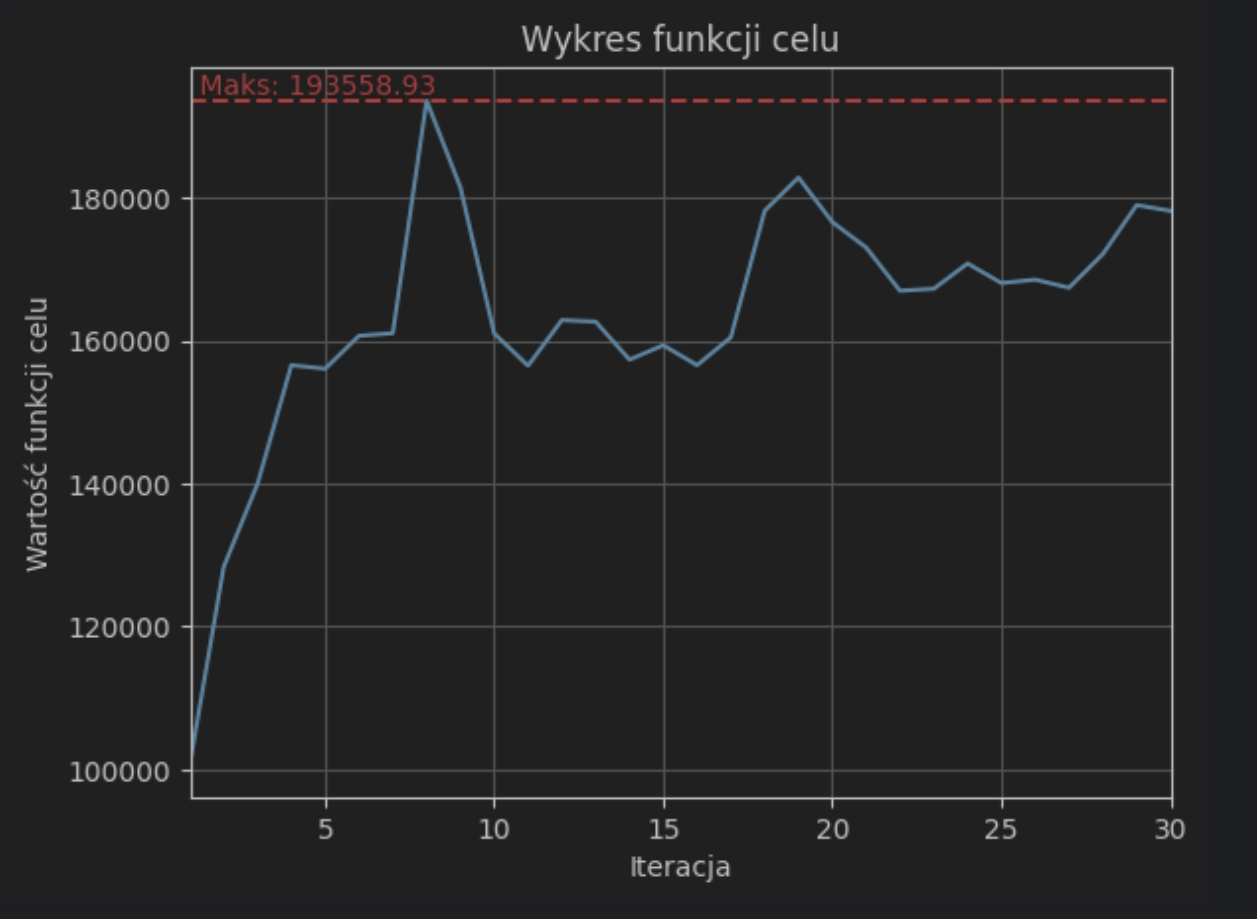 Wykres funkcji celu
Maks: 193558.93
180000
160000
140000
120000
100000
Wartość funkcji celu
5 10 15 20 25 30
Iteracja